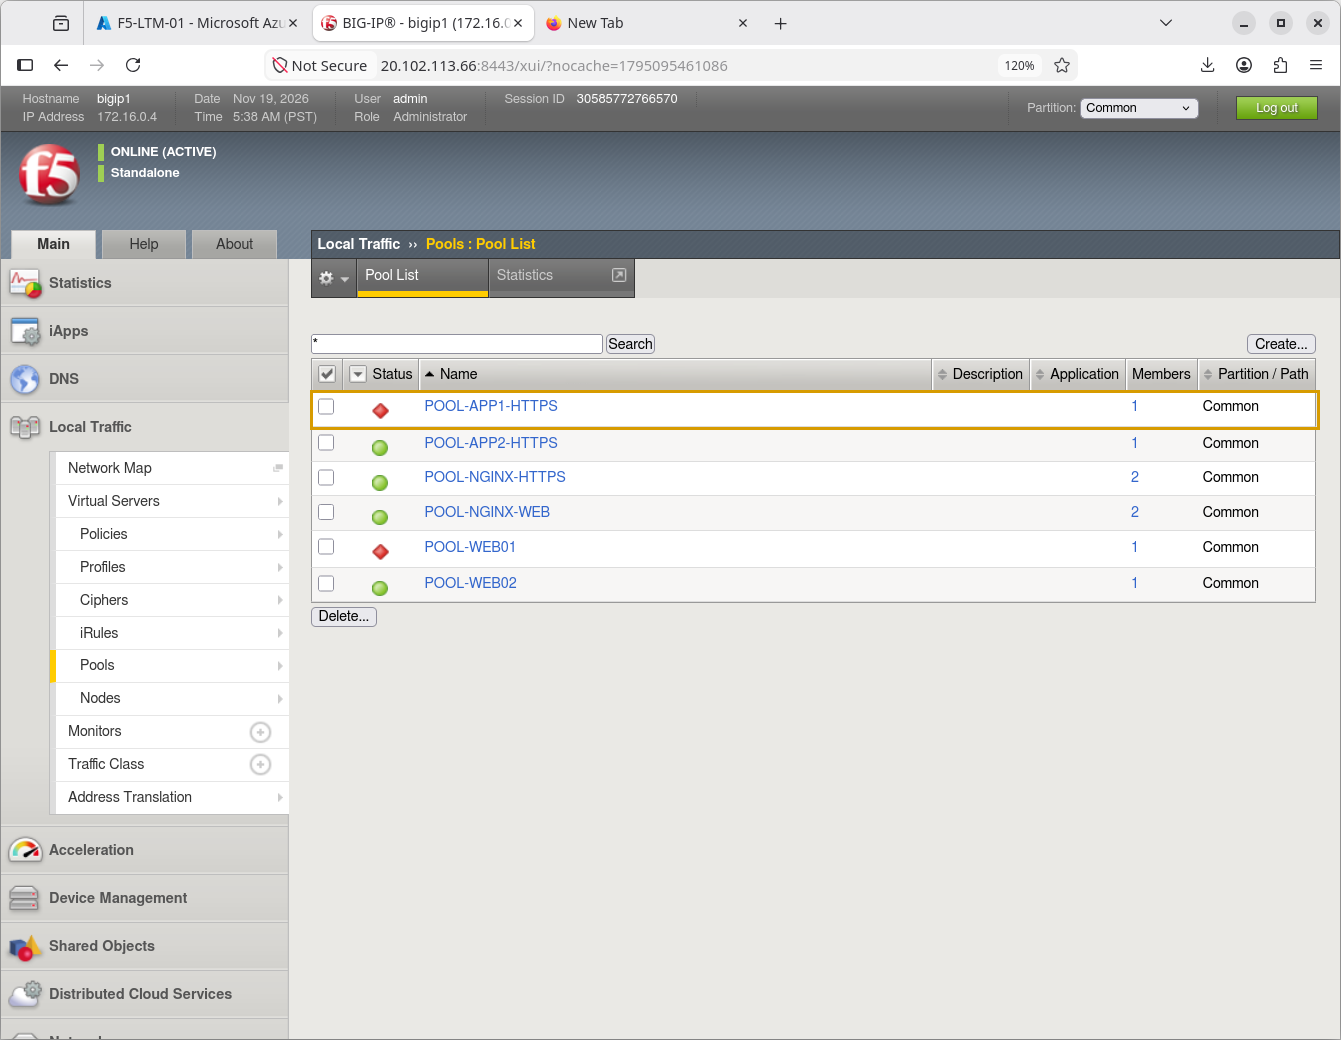 F5-LTM-01 - Microsoft Azu
BIG-IP® - bigip1 (172.16.0
New Tab
Not Secure
20.102.113.66:8443/xui/?nocache=1795095461086
120%
Hostname bigip1
IP Address 172.16.0.4
Date Nov 19, 2026
Time 5:38 AM (PST)
User admin
Role Administrator
Session ID 30585772766570
Partition: Common
Log out
f5
ONLINE (ACTIVE)
Standalone
Main
Help
About
Local Traffic ›› Pools : Pool List
Pool List
Statistics
Statistics
iApps
DNS
Local Traffic
Network Map
Virtual Servers
Policies
Profiles
Ciphers
iRules
Pools
Nodes
Monitors
Traffic Class
Address Translation
Acceleration
Device Management
Shared Objects
Distributed Cloud Services
*
Search
Create...
Status Name Description Application Members Partition / Path
POOL-APP1-HTTPS 1 Common
POOL-APP2-HTTPS 1 Common
POOL-NGINX-HTTPS 2 Common
POOL-NGINX-WEB 2 Common
POOL-WEB01 1 Common
POOL-WEB02 1 Common
Delete...